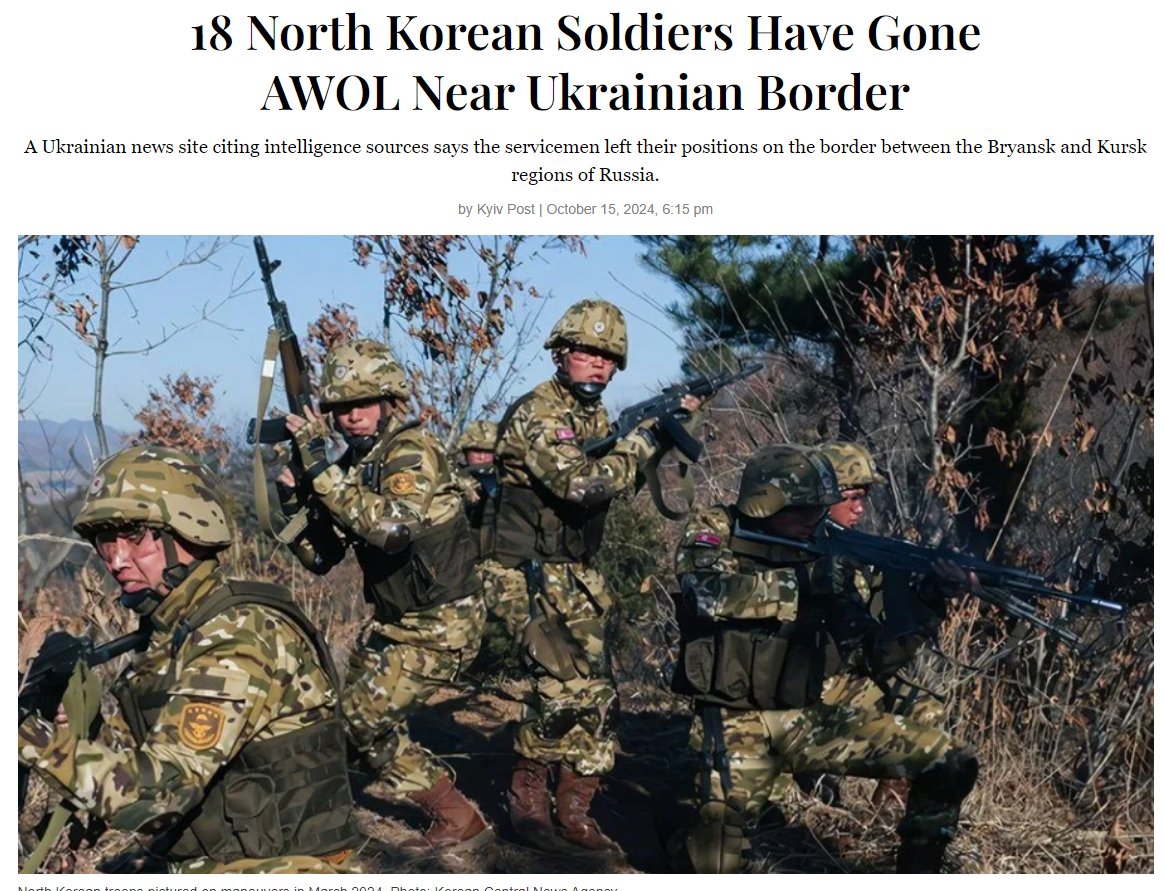 18 North Korean Soldiers Have Gone
AWOL Near Ukrainian Border
A Ukrainian news site citing intelligence sources says the servicemen left their positions on the border between the Bryansk and Kursk
regions of Russia.
by Kyiv Post | October 15, 2024, 6:15 pm
North Korean troops pictured on maneuvers in March 2024. Photo: Korean Central News Agency